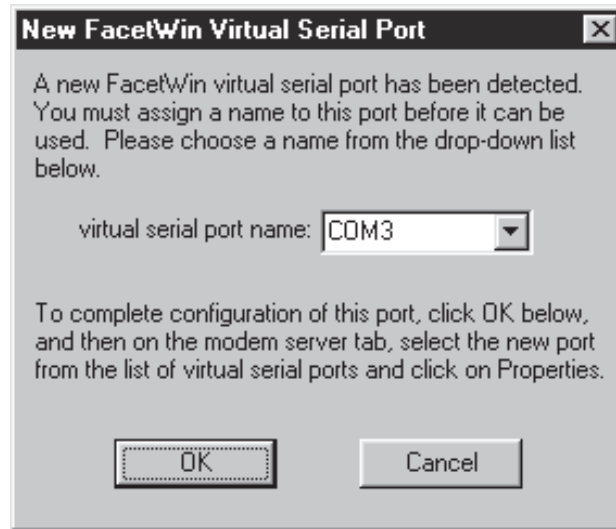 New FacetWin Virtual Serial Port
A new FacetWin virtual serial port has been detected.
You must assign a name to this port before it can be
used. Please choose a name from the drop-down list
below.
virtual serial port name: COM3
To complete configuration of this port, click OK below,
and then on the modem server tab, select the new port
from the list of virtual serial ports and click on Properties.
OK Cancel